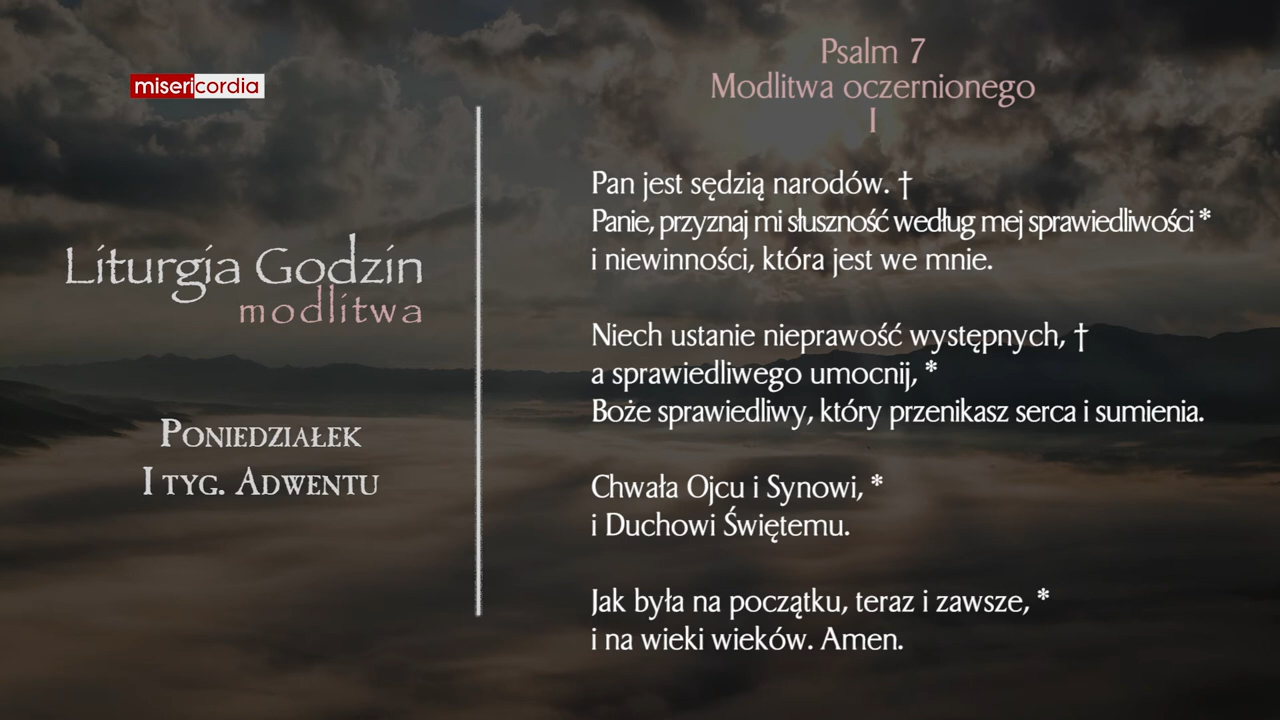 misericordia
Liturgia Godzin
modlitwa
Poniedziałek
I tyg. Adwentu
Psalm 7
Modlitwa oczernionego
I
Pan jest sędzią narodów. †
Panie, przyznaj mi słuszność według mej sprawiedliwości *
i niewinności, która jest we mnie.
Niech ustanie nieprawość występnych, †
a sprawiedliwego umocnij, *
Boże sprawiedliwy, który przenikasz serca i sumienia.
Chwała Ojcu i Synowi, *
i Duchowi Świętemu.
Jak była na początku, teraz i zawsze, *
i na wieki wieków. Amen.